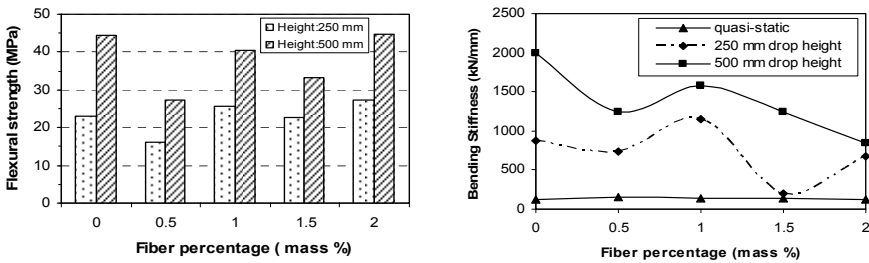 50
40
30
20
10
0
Flexural strength (MPa)
Height:250 mm
Height:500 mm
0 0.5 1 1.5 2
Fiber percentage ( mass %)
2500
2000
1500
1000
500
0
Bending Stiffness (kN/mm)
quasi-static
250 mm drop height
500 mm drop height
0 0.5 1 1.5 2
Fiber percentage (mass %)